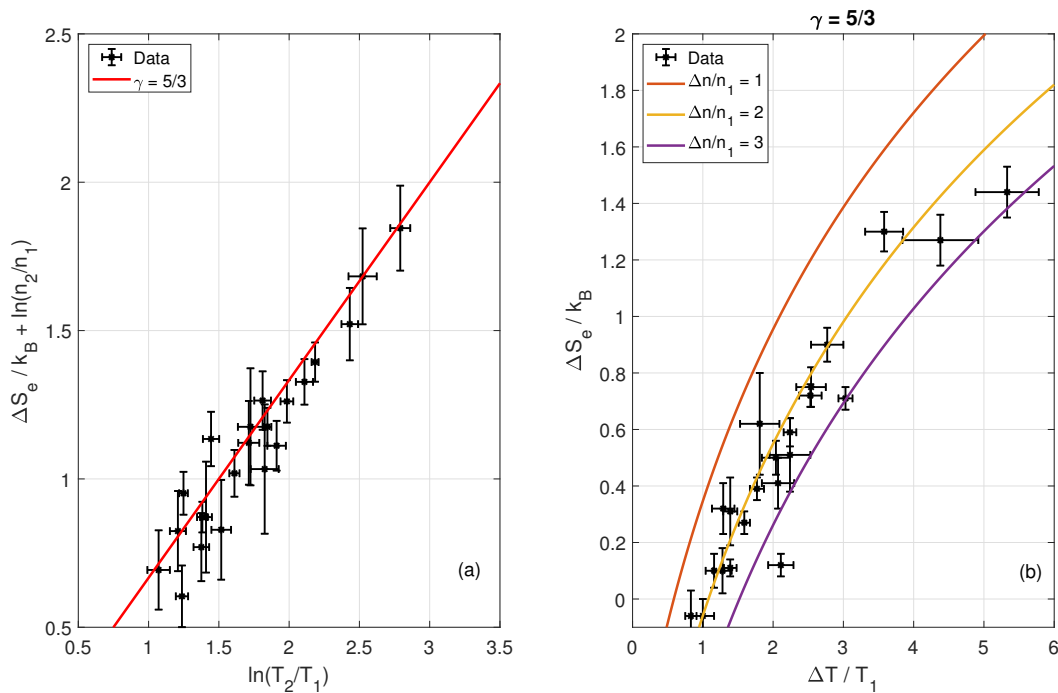 2.5
2
1.5
1
0.5
0.5
1
1.5
2
2.5
3
3.5
ΔS_e / k_B + ln(n_2/n_1)
ln(T_2/T_1)
Data
γ = 5/3
(a)
γ = 5/3
2
1.8
1.6
1.4
1.2
1
0.8
0.6
0.4
0.2
0
0
1
2
3
4
5
6
ΔS_e / k_B
ΔT / T_1
Data
Δn/n_1 = 1
Δn/n_1 = 2
Δn/n_1 = 3
(b)